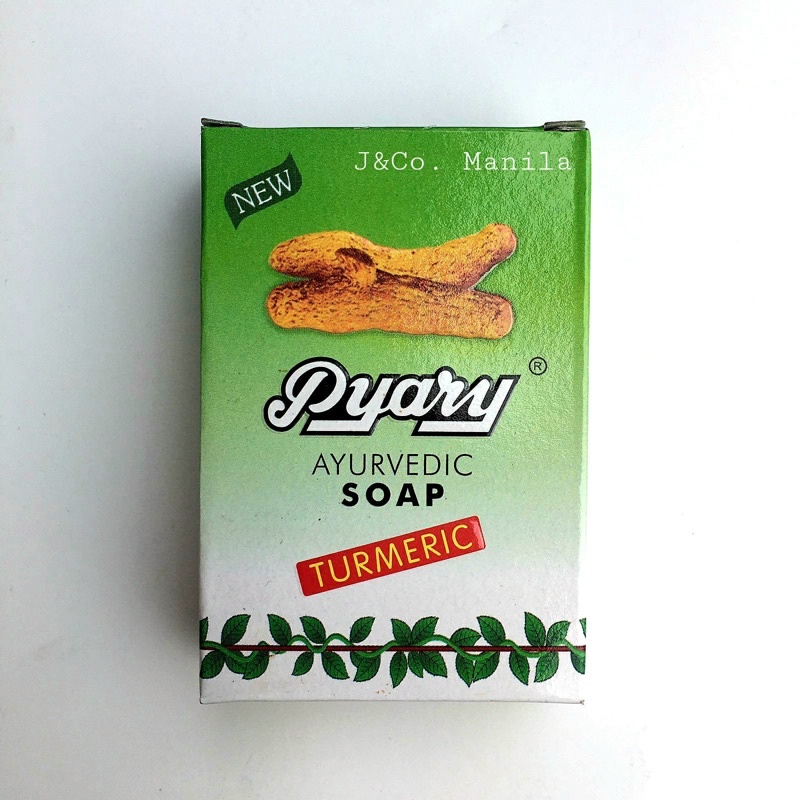 J&Co. Manila
NEW
Pyary®
AYURVEDIC
SOAP
TURMERIC